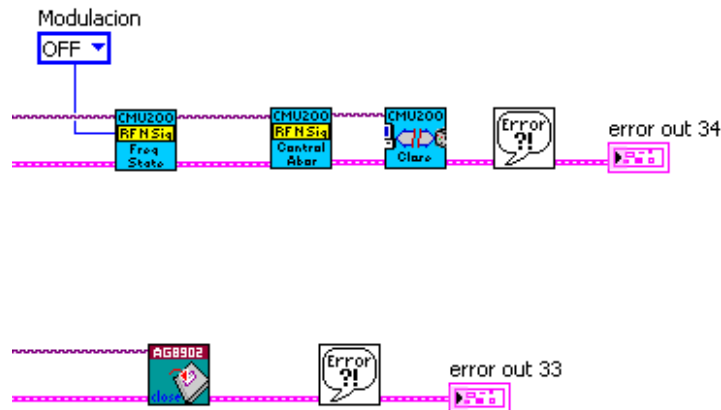 Modulacion
OFF
CMU200
RFNSig
Freq
State
CMU200
RFNSig
Control
Abor
CMU200
Close
Error
?!
error out 34
AG8902
close
Error
?!
error out 33